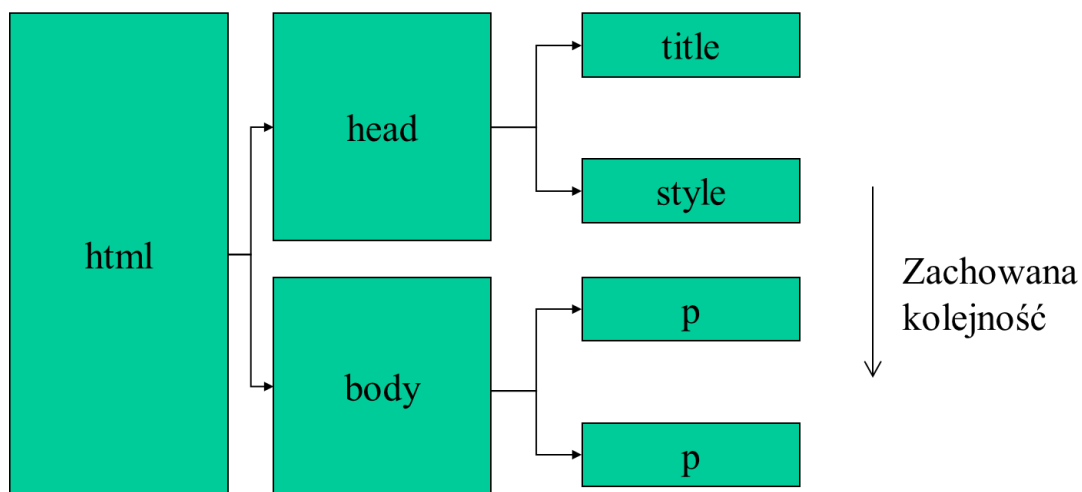 html
head
title
style
body
p
p
Zachowana
kolejność